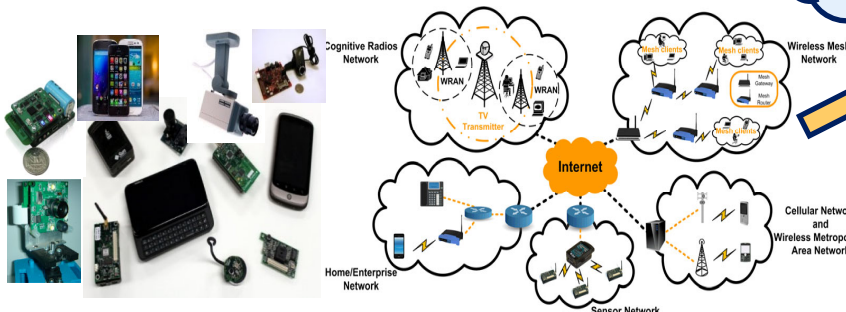 Cognitive Radios
Network
WRAN
WRAN
TV
Transmitter
Mesh clients
Mesh clients
Mesh
Gateway
Mesh
Router
Mesh clients
Wireless Mesh
Network
Internet
Home/Enterprise
Network
Sensor Network
Cellular Netwo
and
Wireless Metropo
Area Network